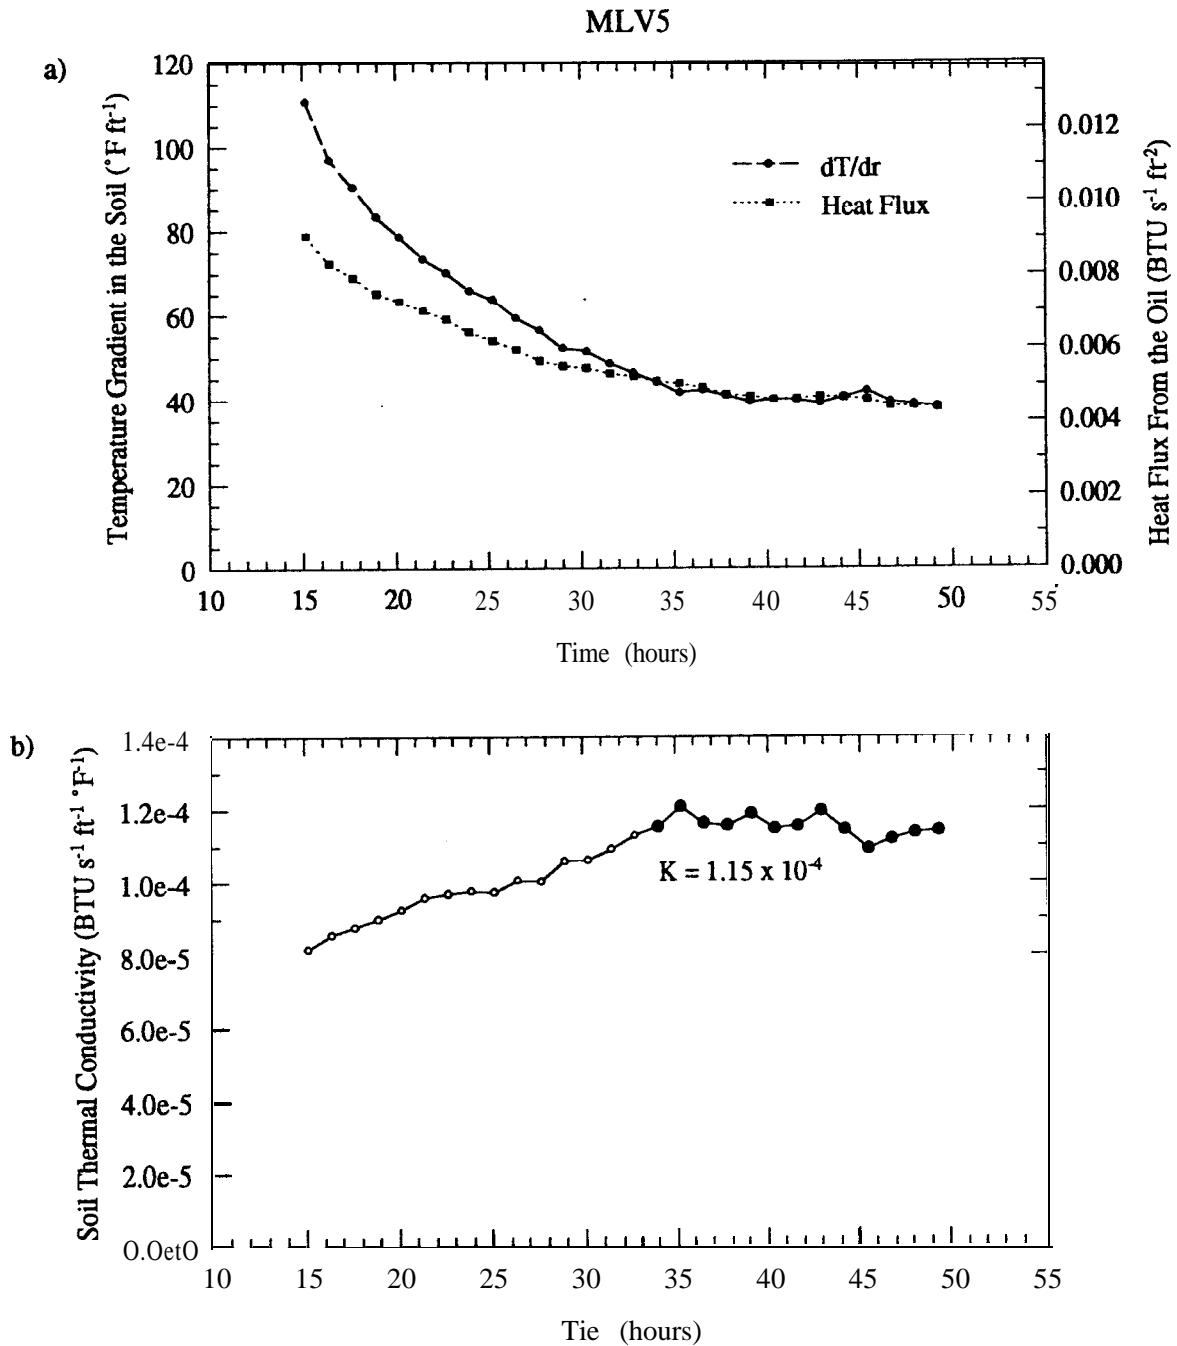 MLV5
a)
Temperature Gradient in the Soil (°F ft⁻¹)
120
100
80
60
40
20
0
dT/dr
Heat Flux
0.012
0.010
0.008
0.006
0.004
0.002
0.000
Heat Flux From the Oil (BTU s⁻¹ ft⁻²)
10 15 20 25 30 35 40 45 50 55
Time (hours)
b)
Soil Thermal Conductivity (BTU s⁻¹ ft⁻¹ °F⁻¹)
1.4e-4
1.2e-4
1.0e-4
8.0e-5
6.0e-5
4.0e-5
2.0e-5
0.0et0
K = 1.15 x 10⁻⁴
10 15 20 25 30 35 40 45 50 55
Tie (hours)